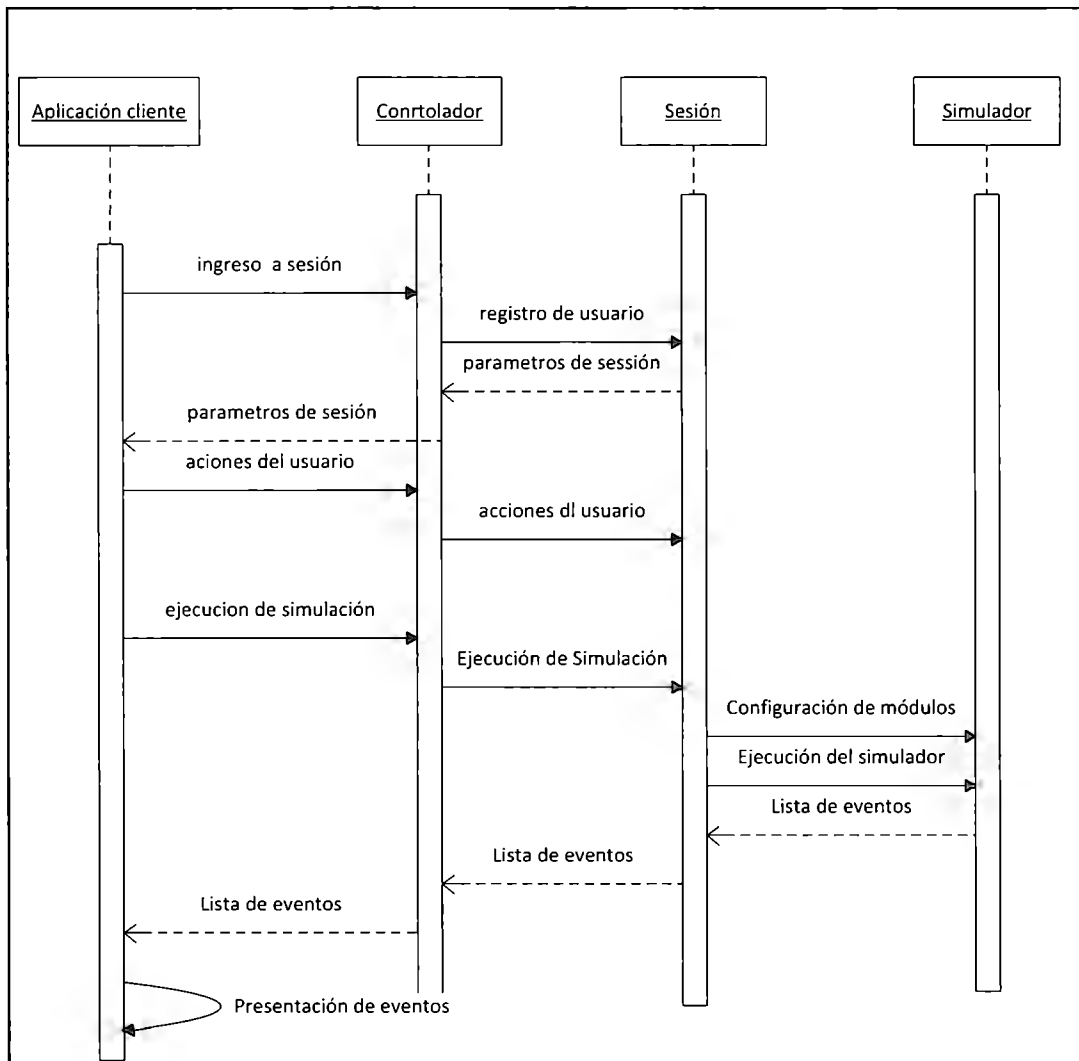 Aplicación cliente
Conrtolador
Sesión
Simulador
ingreso a sesión
registro de usuario
parametros de sessión
parametros de sesión
aciones del usuario
acciones dl usuario
ejecucion de simulación
Ejecución de Simulación
Configuración de módulos
Ejecución del simulador
Lista de eventos
Lista de eventos
Lista de eventos
Presentación de eventos